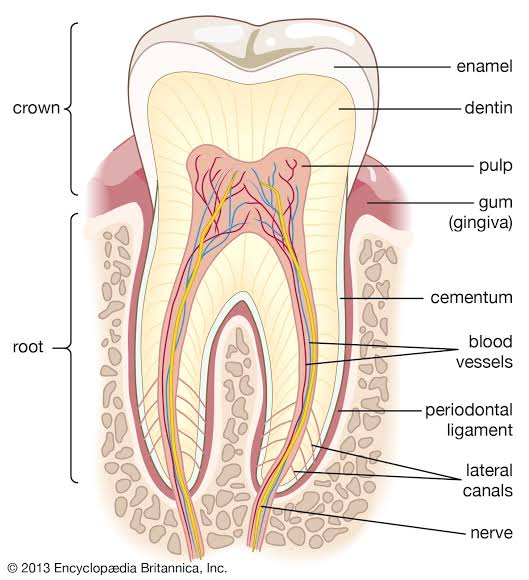 enamel
crown
dentin
pulp
gum
(gingiva)
cementum
root
blood
vessels
periodontal
ligament
lateral
canals
nerve
© 2013 Encyclopædia Britannica, Inc.